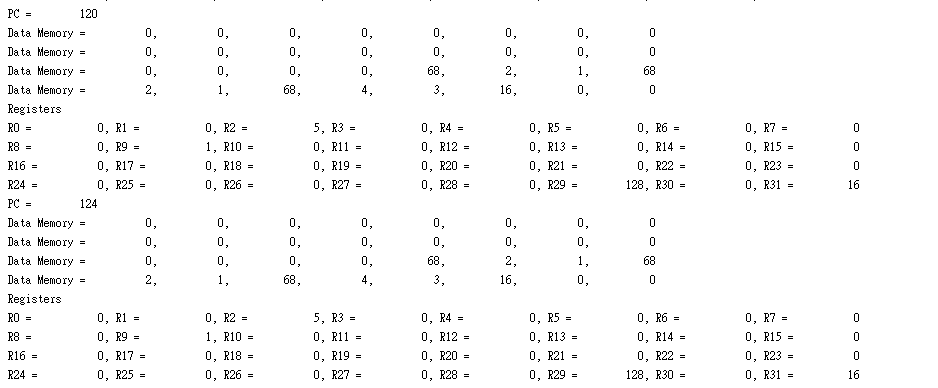 PC = 120
Data Memory = 0, 0, 0, 0, 0, 0, 0, 0
Data Memory = 0, 0, 0, 0, 0, 0, 0, 0
Data Memory = 0, 0, 0, 0, 68, 2, 1, 68
Data Memory = 2, 1, 68, 4, 3, 16, 0, 0
Registers
R0 = 0, R1 = 0, R2 = 5, R3 = 0, R4 = 0, R5 = 0, R6 = 0, R7 = 0
R8 = 0, R9 = 1, R10 = 0, R11 = 0, R12 = 0, R13 = 0, R14 = 0, R15 = 0
R16 = 0, R17 = 0, R18 = 0, R19 = 0, R20 = 0, R21 = 0, R22 = 0, R23 = 0
R24 = 0, R25 = 0, R26 = 0, R27 = 0, R28 = 0, R29 = 128, R30 = 0, R31 = 16
PC = 124
Data Memory = 0, 0, 0, 0, 0, 0, 0, 0
Data Memory = 0, 0, 0, 0, 0, 0, 0, 0
Data Memory = 0, 0, 0, 0, 68, 2, 1, 68
Data Memory = 2, 1, 68, 4, 3, 16, 0, 0
Registers
R0 = 0, R1 = 0, R2 = 5, R3 = 0, R4 = 0, R5 = 0, R6 = 0, R7 = 0
R8 = 0, R9 = 1, R10 = 0, R11 = 0, R12 = 0, R13 = 0, R14 = 0, R15 = 0
R16 = 0, R17 = 0, R18 = 0, R19 = 0, R20 = 0, R21 = 0, R22 = 0, R23 = 0
R24 = 0, R25 = 0, R26 = 0, R27 = 0, R28 = 0, R29 = 128, R30 = 0, R31 = 16